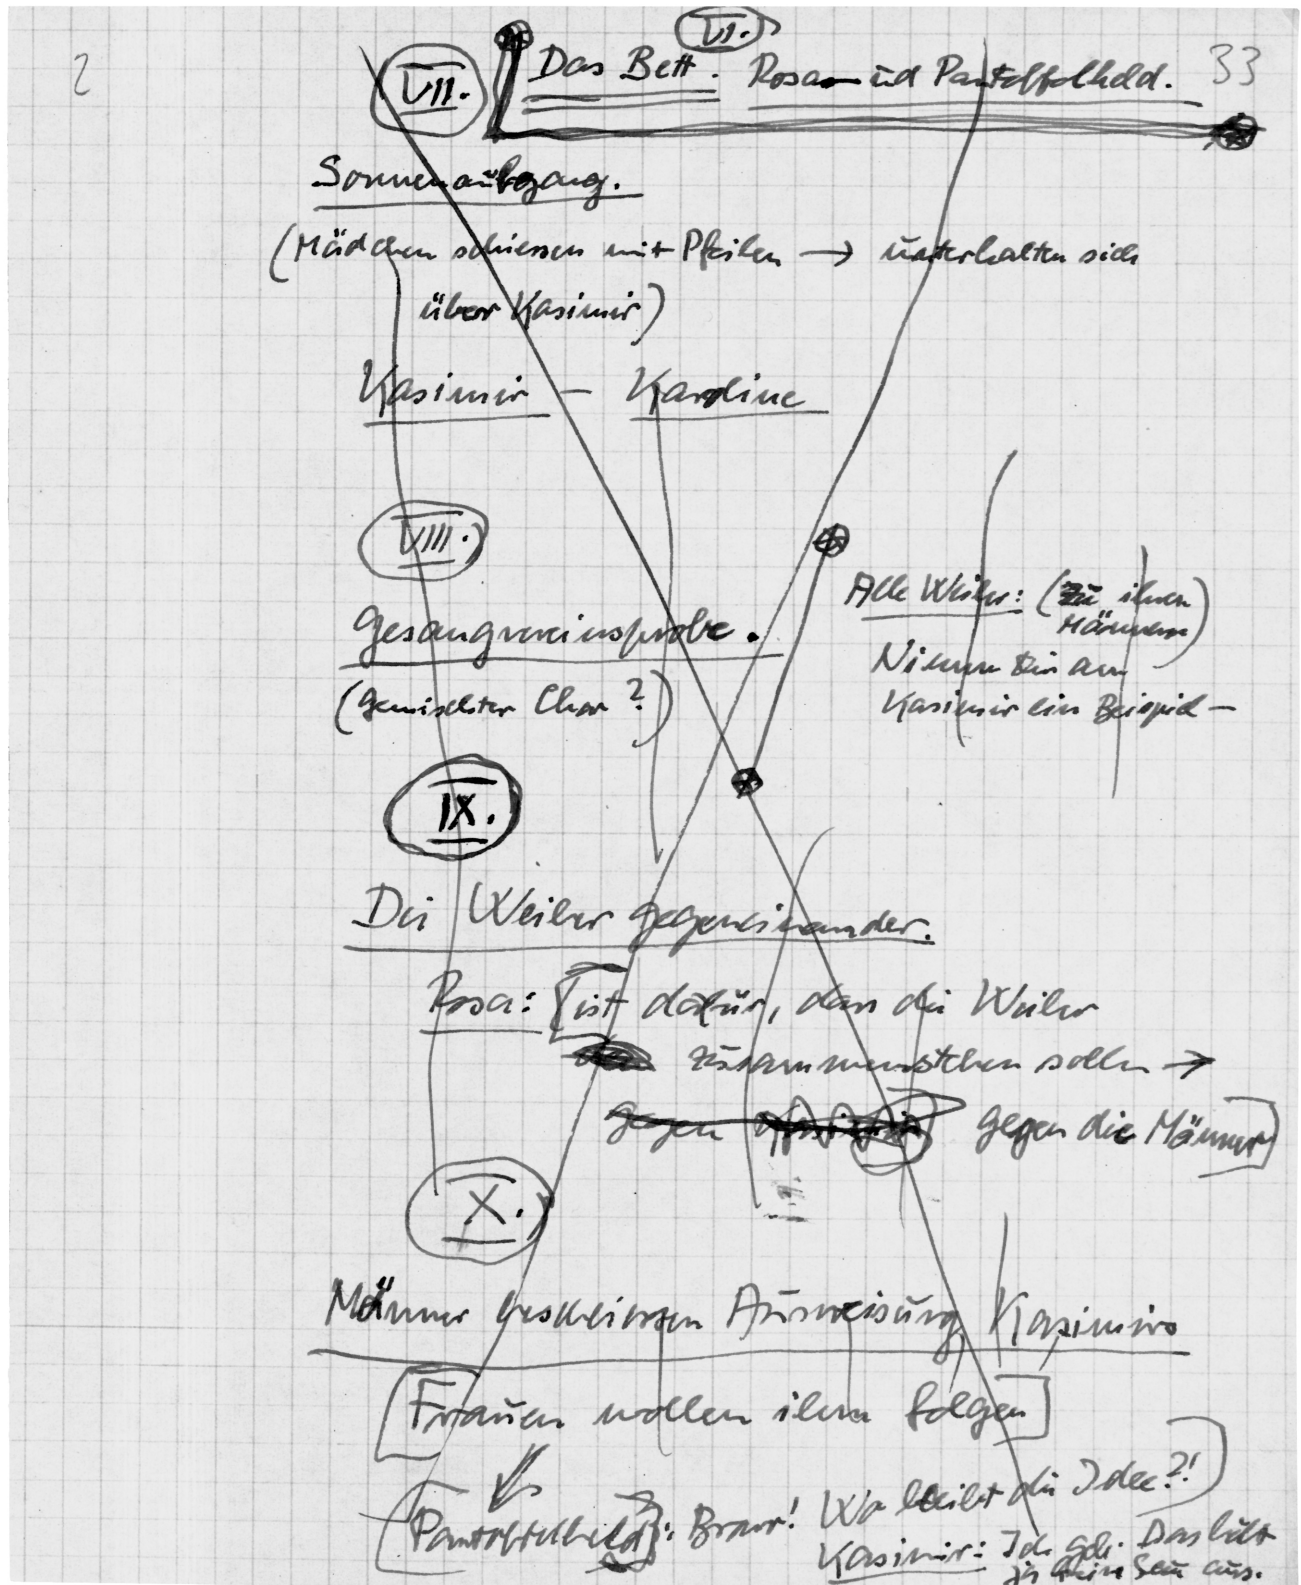 2
33
VI.
VII. Das Bett. Rosa und Pantoffelheld.
Sonnenaufgang.
(Mädchen schiessen mit Pfeilen → unterhalten sich
über Kasimir)
Kasimir – Karoline
VIII.
Gesangvereinsprobe.
(gemischter Chor?)
Alle Weiber: (zu ihren
Männern)
Nimm Dir an
Kasimir ein Beispiel –
IX.
Die Weiber gegeneinander.
Rosa: [ist dafür, dass die Weiber
zusammenstehen sollen →
gegen gegen die Männer]
X.
Männer beschliessen Ausweisung Kasimirs
[Frauen wollen ihm folgen]
(Pantoffelheld): Bravo! Wo bleibt die Idee?!)
Kasimir: Ich geh. Das hält
ja kein Sau aus.